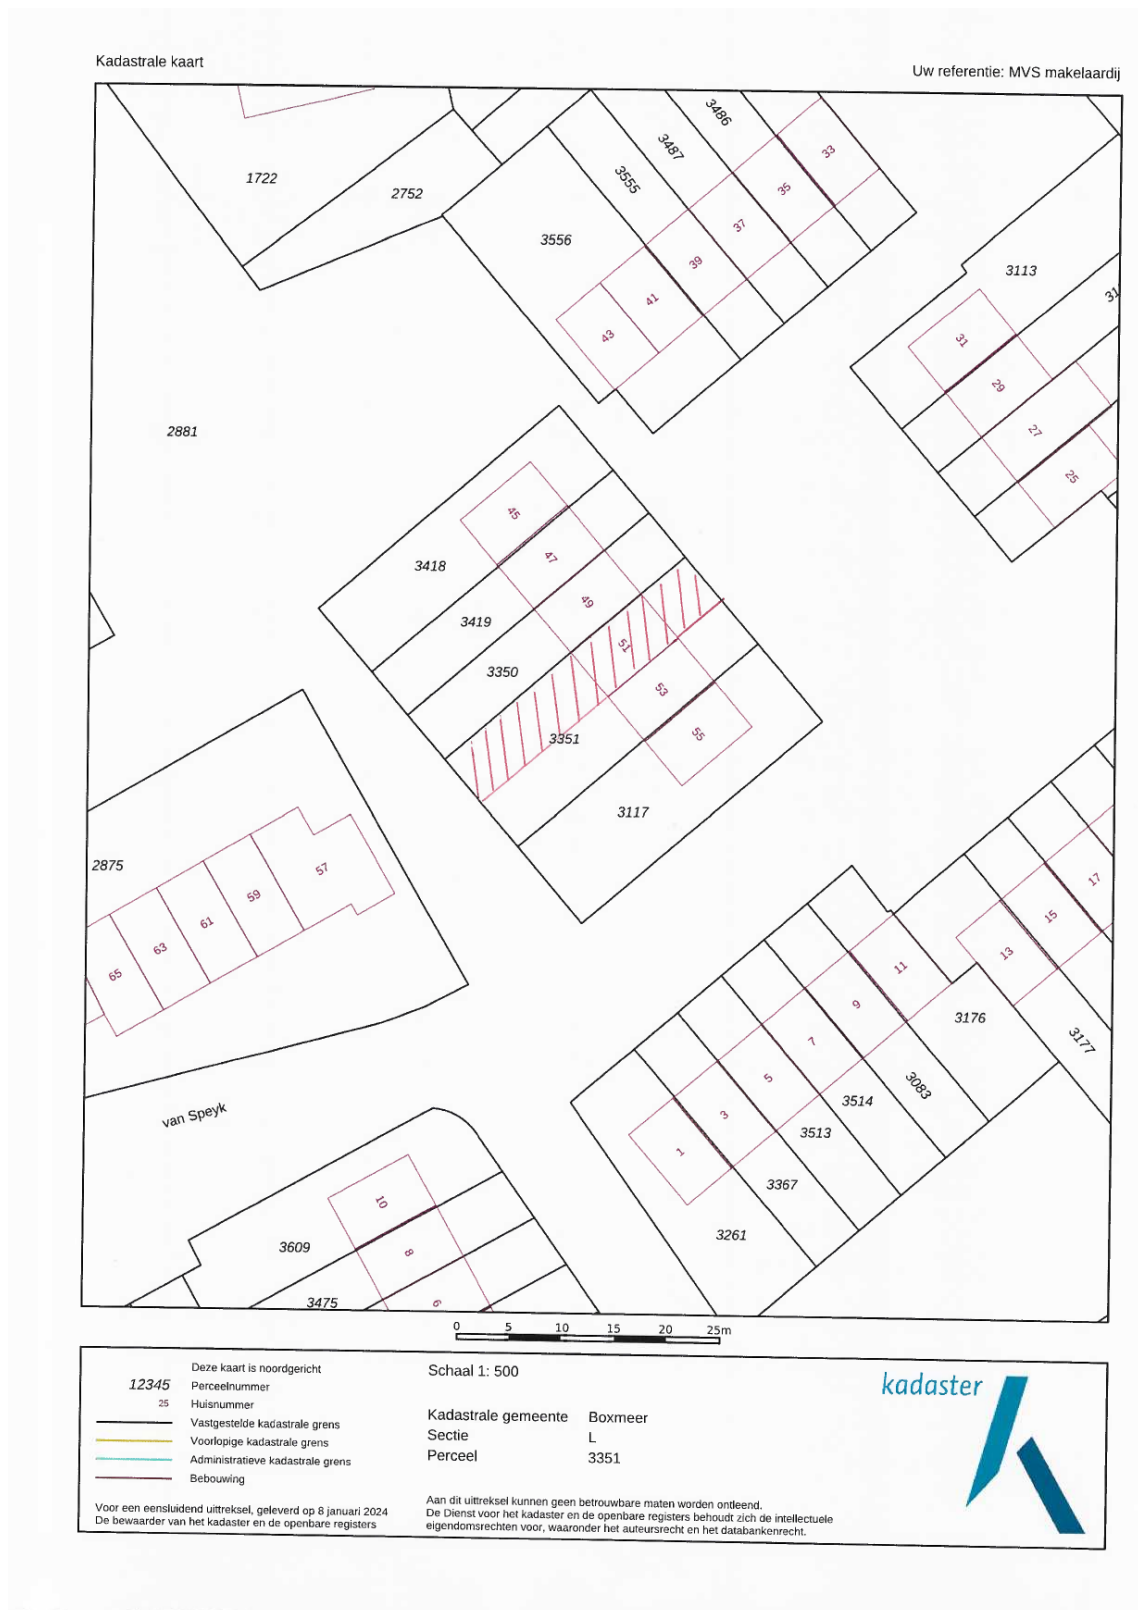 Kadastrale kaart
Uw referentie: MVS makelaardij
1722
2752
3486
3487
3555
3556
33
35
37
39
41
43
3113
31
31
29
27
25
2881
45
47
49
51
53
55
3418
3419
3350
3351
3117
2875
57
59
61
63
65
17
15
13
11
9
7
5
3
1
3176
3177
3083
3514
3513
3367
3261
van Speyk
10
8
6
3609
3475
0 5 10 15 20 25m
Deze kaart is noordgericht
12345 Perceelnummer
25 Huisnummer
Vastgestelde kadastrale grens
Voorlopige kadastrale grens
Administratieve kadastrale grens
Bebouwing
Voor een eensluidend uittreksel, geleverd op 8 januari 2024
De bewaarder van het kadaster en de openbare registers
Schaal 1: 500
Kadastrale gemeente Boxmeer
Sectie L
Perceel 3351
Aan dit uittreksel kunnen geen betrouwbare maten worden ontleend.
De Dienst voor het kadaster en de openbare registers behoudt zich de intellectuele
eigendomsrechten voor, waaronder het auteursrecht en het databankenrecht.
kadaster